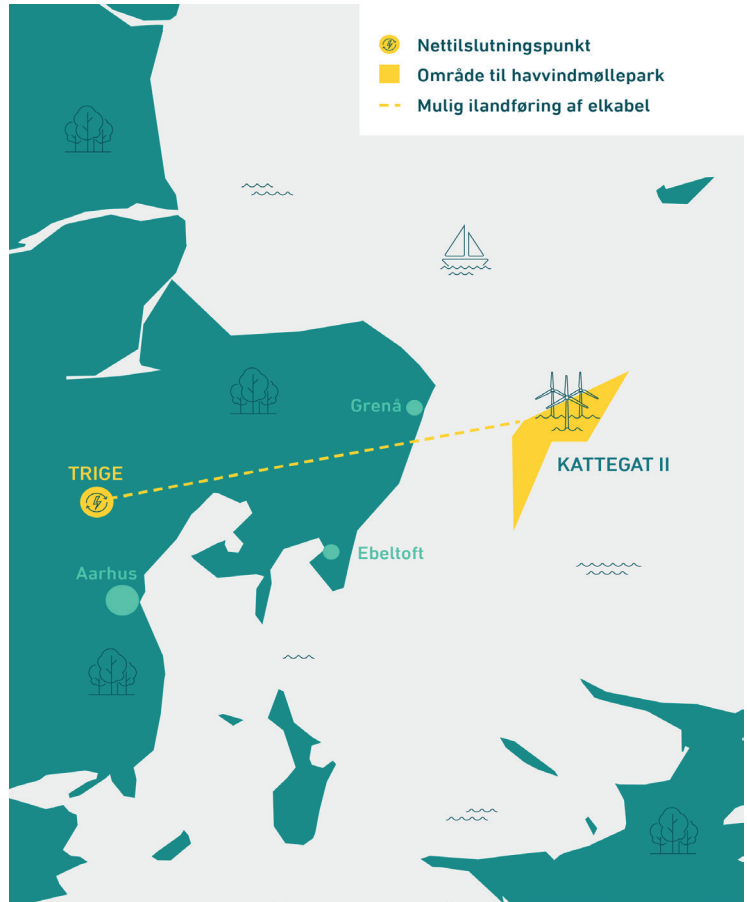 Nettilslutningspunkt
Område til havvindmøllepark
Mulig ilandføring af elkabel
Grenå
TRIGE
KATTEGAT II
Ebeltoft
Aarhus